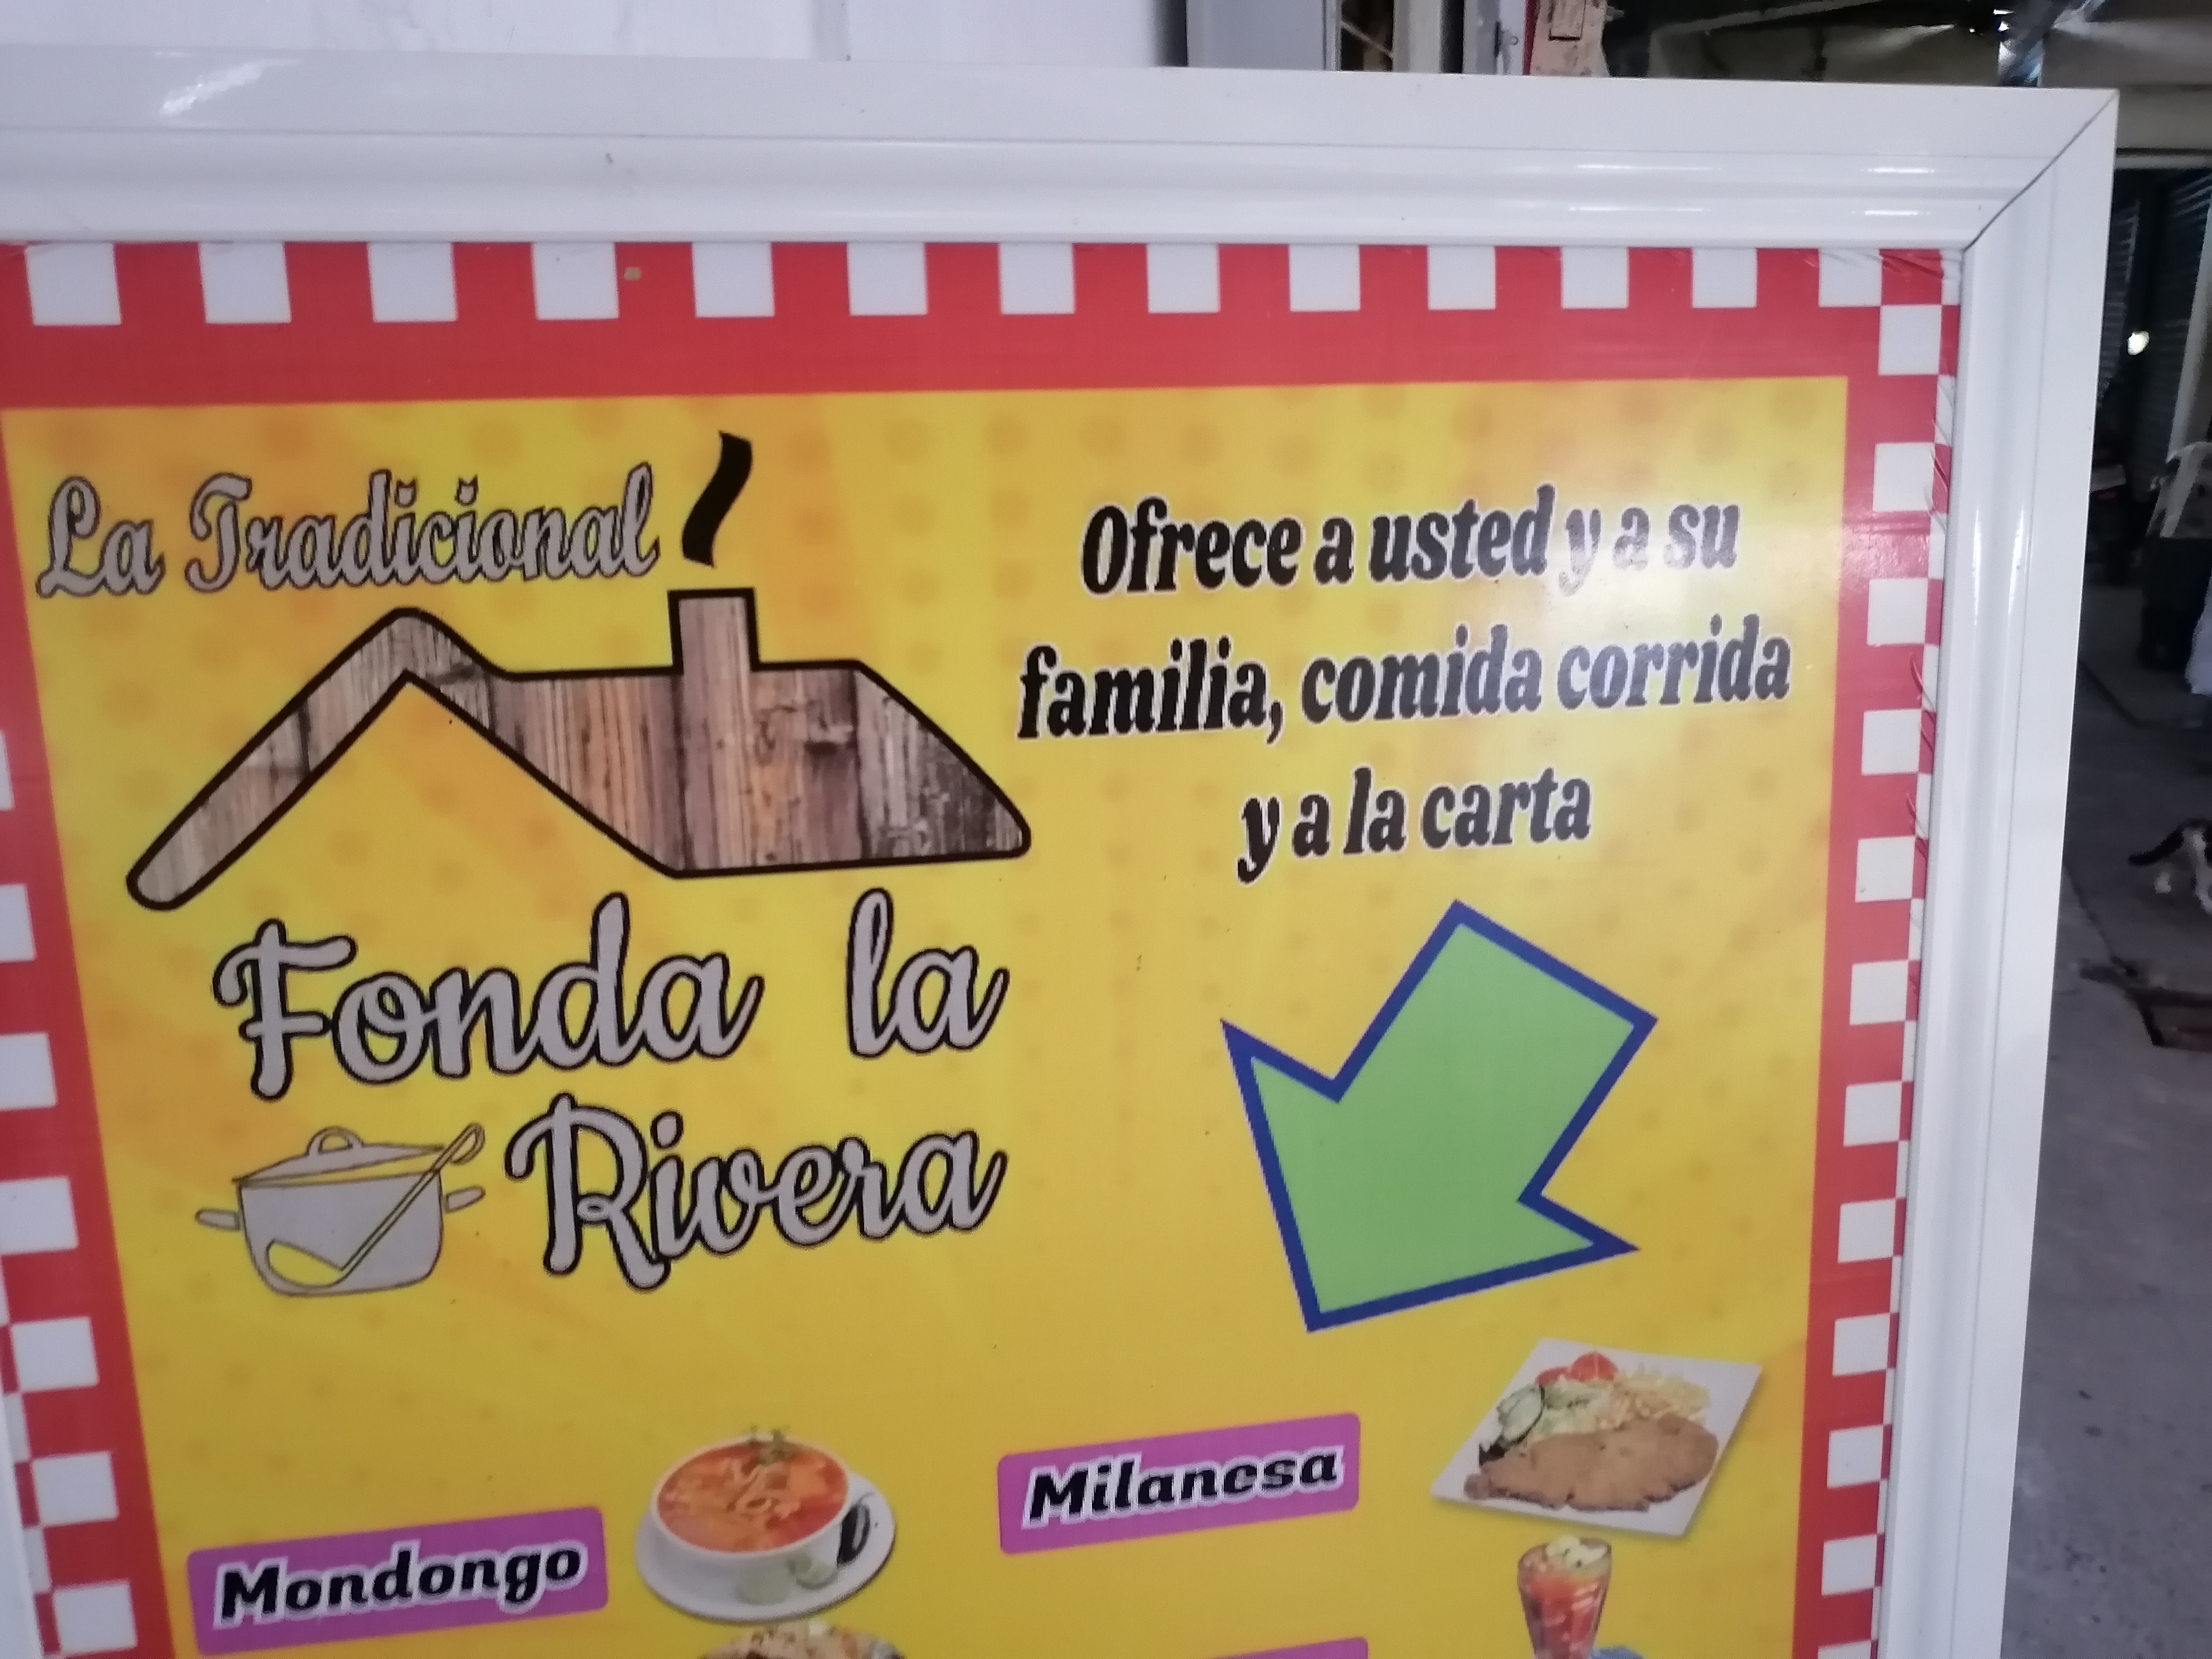 La Tradicional
Fonda la
Rivera
Ofrece a usted y a su
familia, comida corrida
y a la carta
Milanesa
Mondongo